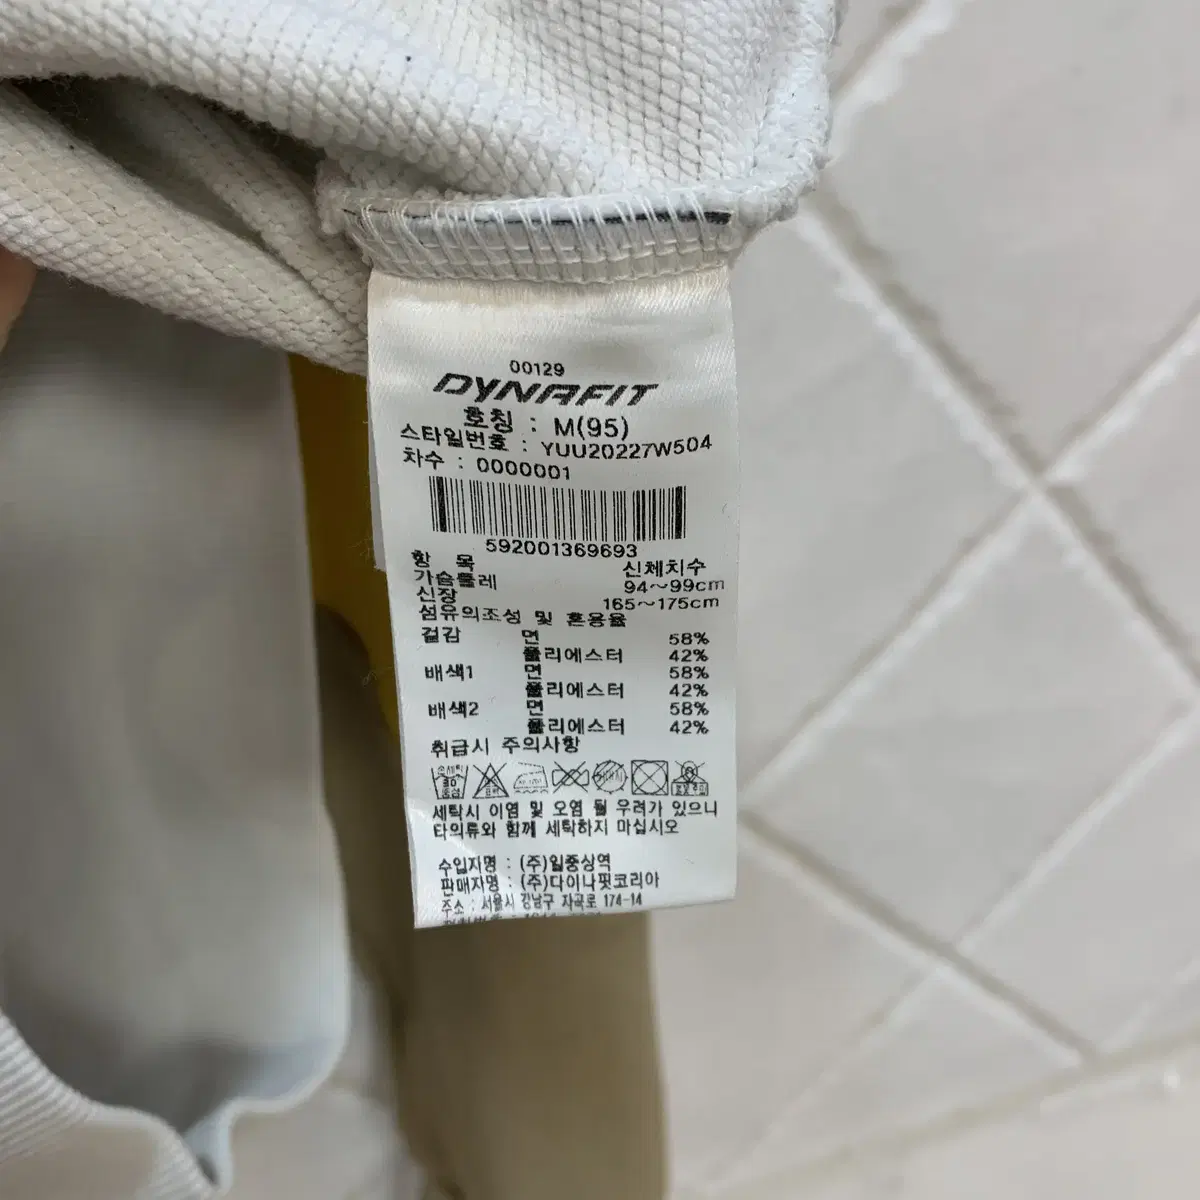 00129
DYNAFIT
호칭 : M(95)
스타일번호 : YUU20227W504
차수 : 0000001
592001369693
항 목 신체치수
가슴둘레 94~99cm
신장 165~175cm
섬유의조성 및 혼용율
겉감 면 58%
폴리에스터 42%
배색1 면 58%
폴리에스터 42%
배색2 면 58%
폴리에스터 42%
취급시 주의사항
손세탁
30
중성
세탁시 이염 및 오염 될 우려가 있으니
타의류와 함께 세탁하지 마십시오
수입자명 : (주)일중상역
판매자명 : (주)다이나핏코리아
주소 : 서울시 강남구 자곡로 174-14